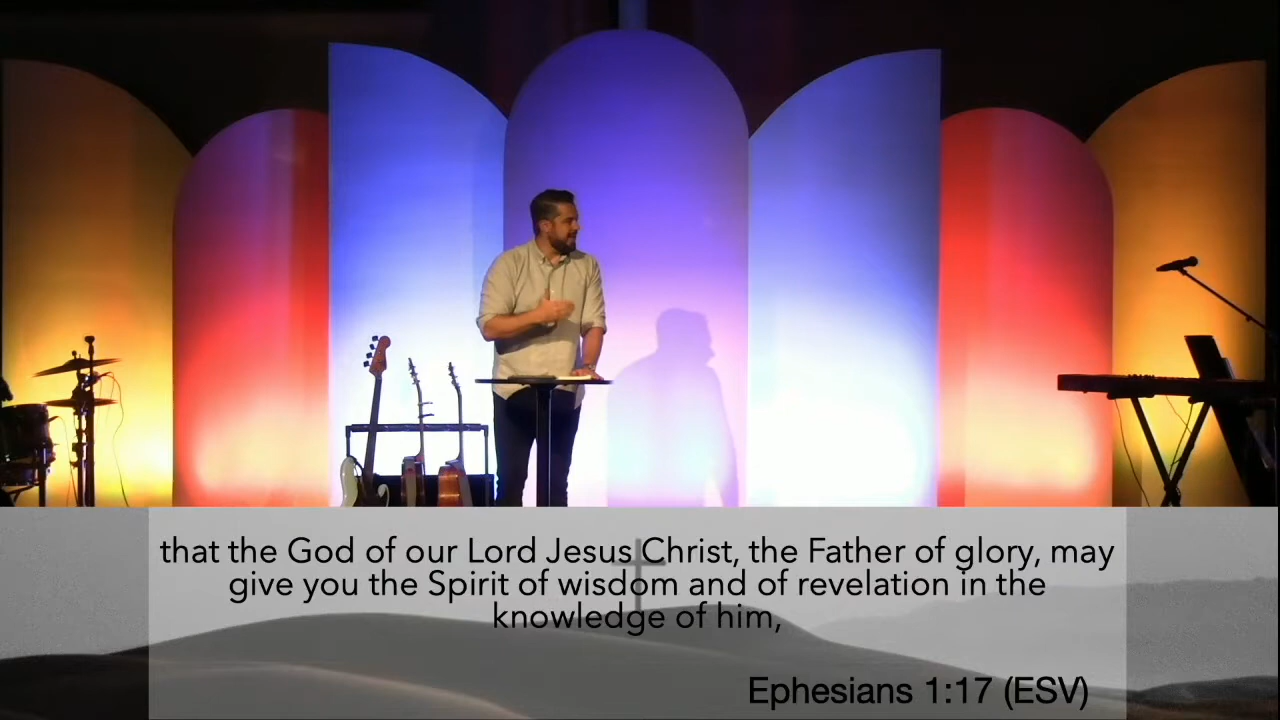 that the God of our Lord Jesus Christ, the Father of glory, may
give you the Spirit of wisdom and of revelation in the
knowledge of him,
Ephesians 1:17 (ESV)